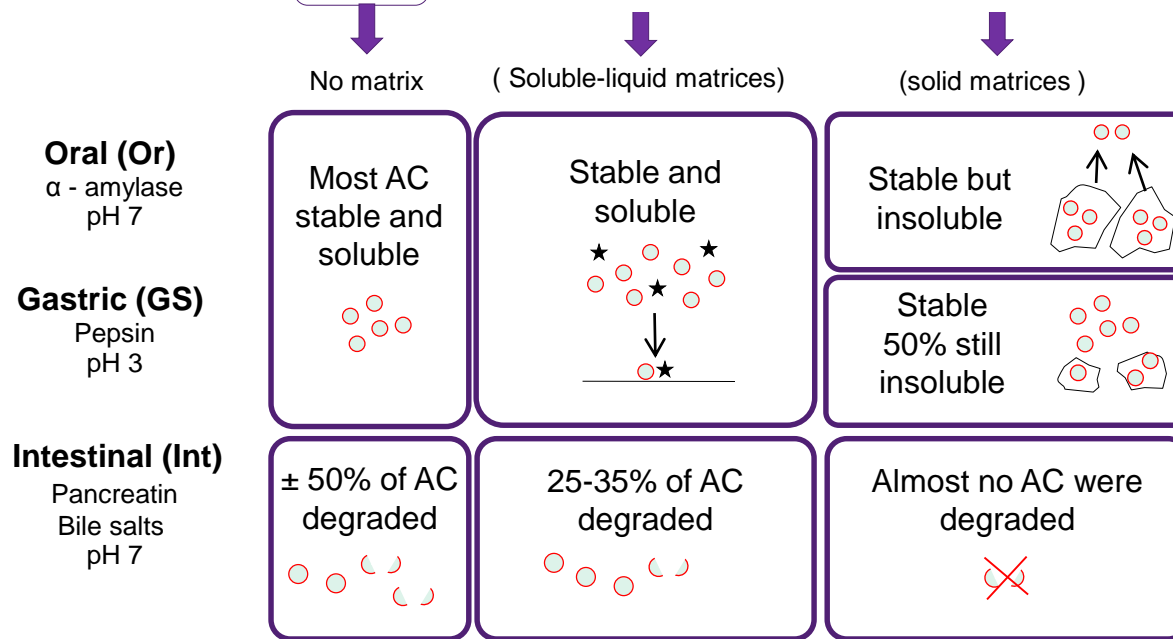 No matrix
( Soluble-liquid matrices)
(solid matrices )
Oral (Or)
α - amylase
pH 7
Most AC
stable and
soluble
Stable and
soluble
Stable but
insoluble
Gastric (GS)
Pepsin
pH 3
Stable
50% still
insoluble
Intestinal (Int)
Pancreatin
Bile salts
pH 7
± 50% of AC
degraded
25-35% of AC
degraded
Almost no AC were
degraded